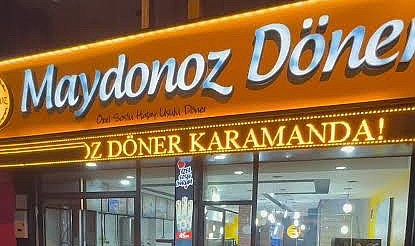 Maydonoz Döner
Özel Soslu Hatay Usulü Döner
OZ DÖNER KARAMANDA!